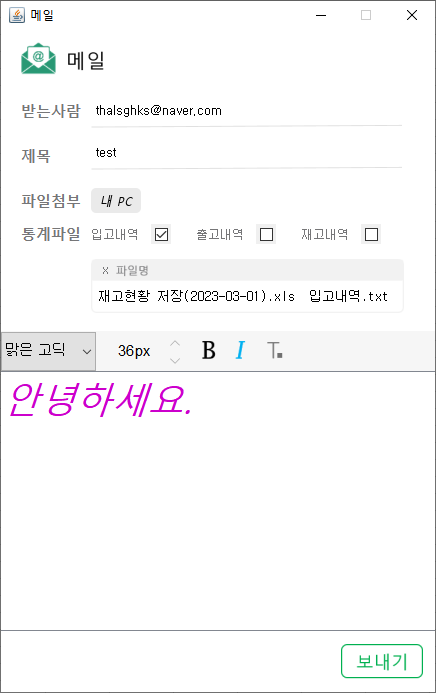 메일
메일
받는사람 thalsghks@naver.com
제목 test
파일첨부 내 PC
통계파일 입고내역 출고내역 재고내역
x 파일명
재고현황 저장(2023-03-01).xls 입고내역.txt
맑은 고딕 36px B I T
안녕하세요.
보내기